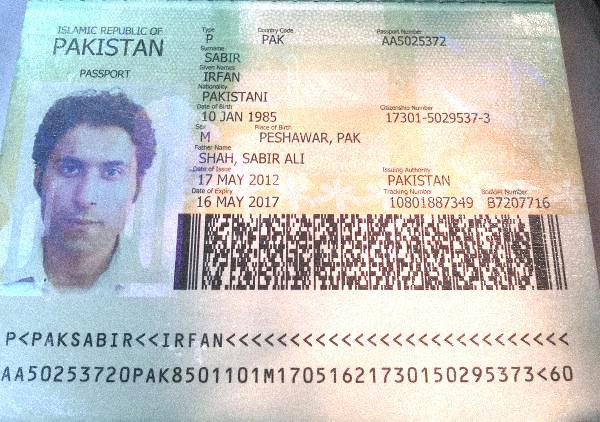 ISLAMIC REPUBLIC OF
PAKISTAN
PASSPORT
Type Country Code Passport Number
P PAK AA5025372
Surname
SABIR
Given Names
IRFAN
Nationality
PAKISTANI
Date of Birth Citizenship Number
10 JAN 1985 17301-5029537-3
Sex Place of Birth
M PESHAWAR, PAK
Father Name
SHAH, SABIR ALI
Date of Issue Issuing Authority
17 MAY 2012 PAKISTAN
Date of Expiry Tracking Number Booklet Number
16 MAY 2017 10801887349 B7207716
P<PAKSABIR<<IRFAN<<<<<<<<<<<<<<<<<<<<<<<<<<<
AA50253720PAK8501101M17051621730150295373<60